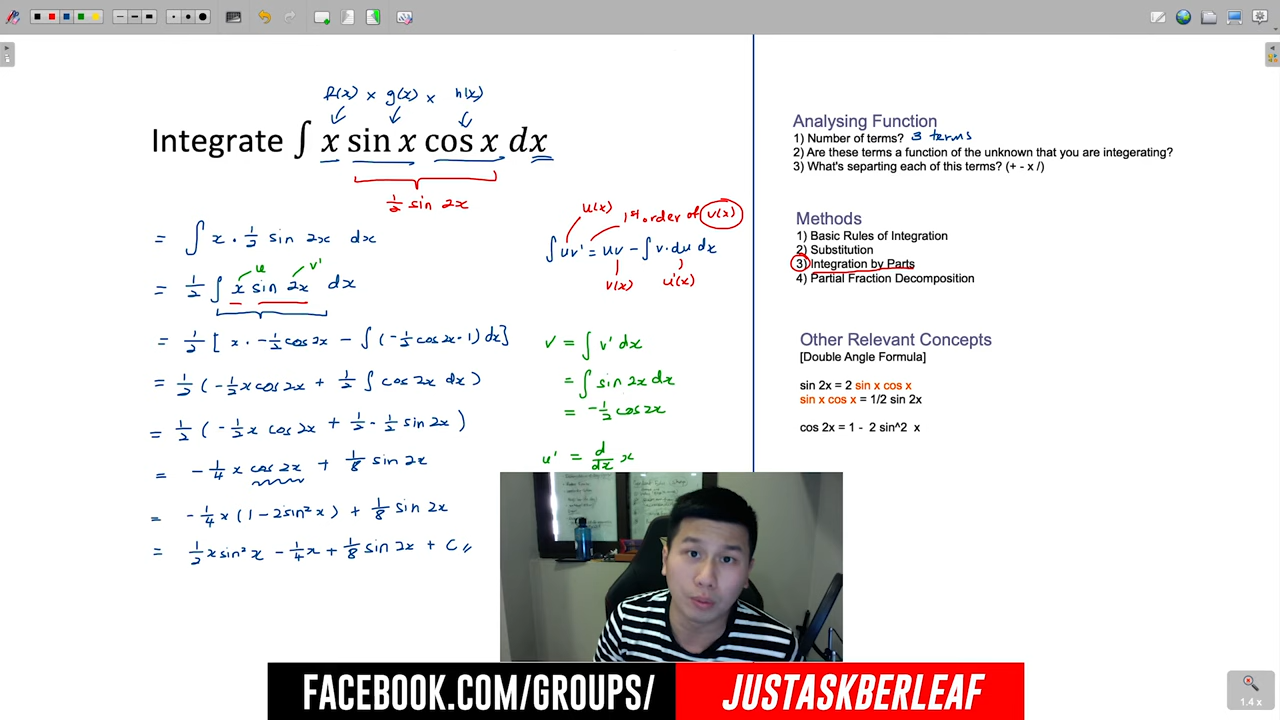 f(x) × g(x) × h(x)
Integrate ∫ x sin x cos x dx
1/2 sin 2x
= ∫ x · 1/2 sin 2x dx
u v'
= 1/2 ∫ x sin 2x dx
= 1/2 [ x · -1/2 cos2x - ∫ (-1/2 cos2x · 1) dx ]
= 1/2 (-1/2 x cos 2x + 1/2 ∫ cos 2x dx )
= 1/2 ( -1/2 x cos 2x + 1/2 · 1/2 sin 2x )
= -1/4 x cos 2x + 1/8 sin 2x
= -1/4 x (1 - 2sin² x) + 1/8 sin 2x
= 1/2 x sin² x - 1/4 x + 1/8 sin 2x + C
u(x) 1st order of v(x)
∫ uv' = uv - ∫ v · du dx
v(x) u'(x)
v = ∫ v' dx
= ∫ sin 2x dx
= -1/2 cos 2x
u' = d/dx x
Analysing Function
1) Number of terms? 3 terms
2) Are these terms a function of the unknown that you are integerating?
3) What's separting each of this terms? (+ - x /)
Methods
1) Basic Rules of Integration
2) Substitution
3) Integration by Parts
4) Partial Fraction Decomposition
Other Relevant Concepts
[Double Angle Formula]
sin 2x = 2 sin x cos x
sin x cos x = 1/2 sin 2x
cos 2x = 1 - 2 sin^2 x
FACEBOOK.COM/GROUPS/ JUSTASKBERLEAF
1.4 x